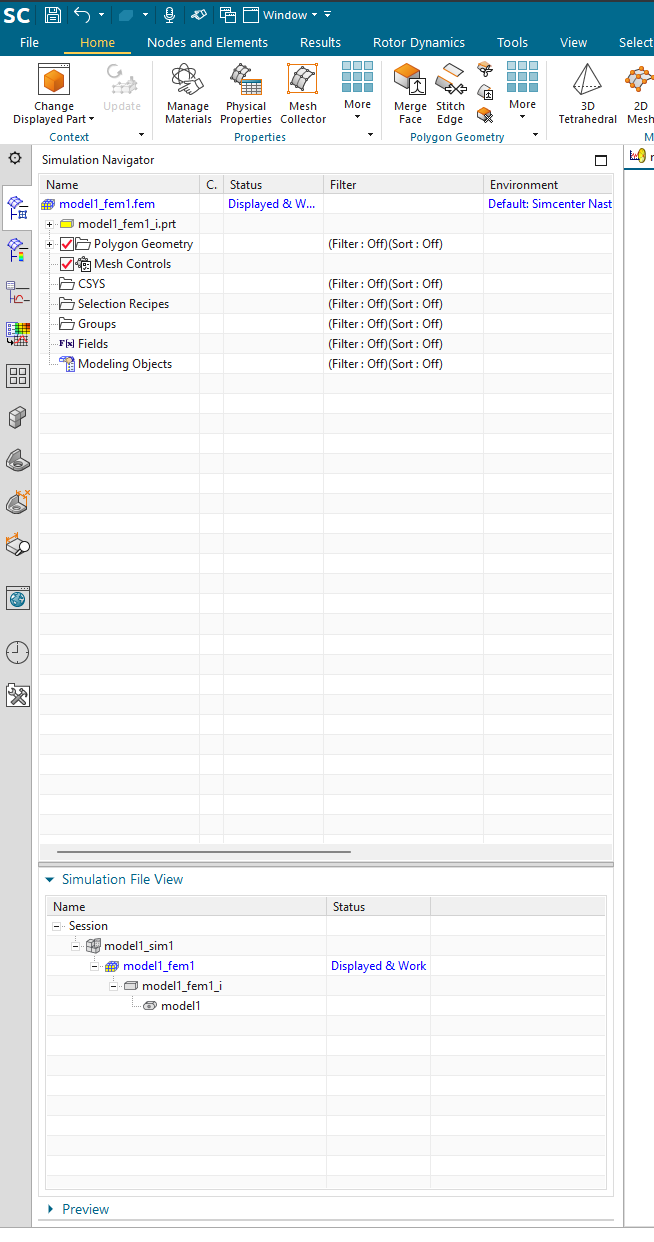 SC Window
File Home Nodes and Elements Results Rotor Dynamics Tools View Select
Change Displayed Part Update Manage Materials Physical Properties Mesh Collector More Merge Face Stitch Edge More 3D Tetrahedral 2D Mesh
Context Properties Polygon Geometry M
Simulation Navigator
Name C. Status Filter Environment
model1_fem1.fem Displayed & W... Default: Simcenter Nast
model1_fem1_i.prt
Polygon Geometry (Filter : Off)(Sort : Off)
Mesh Controls
CSYS (Filter : Off)(Sort : Off)
Selection Recipes (Filter : Off)(Sort : Off)
Groups (Filter : Off)(Sort : Off)
Fields (Filter : Off)(Sort : Off)
Modeling Objects (Filter : Off)(Sort : Off)
Simulation File View
Name Status
Session
model1_sim1
model1_fem1 Displayed & Work
model1_fem1_i
model1
Preview